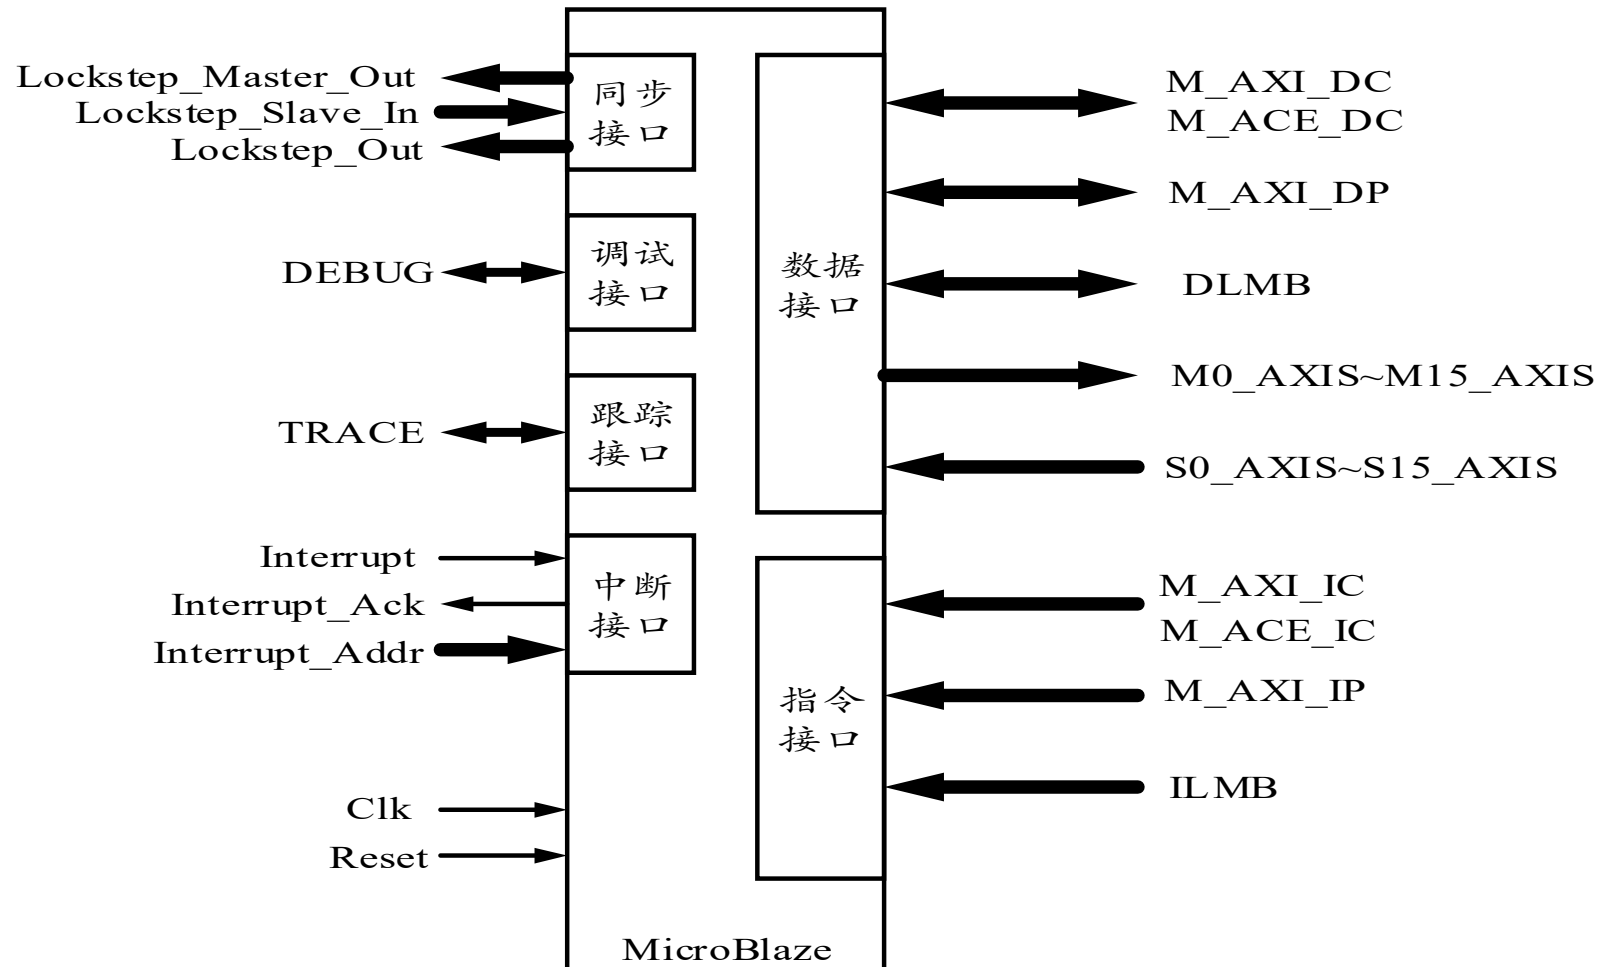 Lockstep_Master_Out
Lockstep_Slave_In
Lockstep_Out
同步
接口
DEBUG
调试
接口
TRACE
跟踪
接口
Interrupt
Interrupt_Ack
Interrupt_Addr
中断
接口
Clk
Reset
数据
接口
M_AXI_DC
M_ACE_DC
M_AXI_DP
DLMB
M0_AXIS~M15_AXIS
S0_AXIS~S15_AXIS
指令
接口
M_AXI_IC
M_ACE_IC
M_AXI_IP
ILMB
MicroBlaze